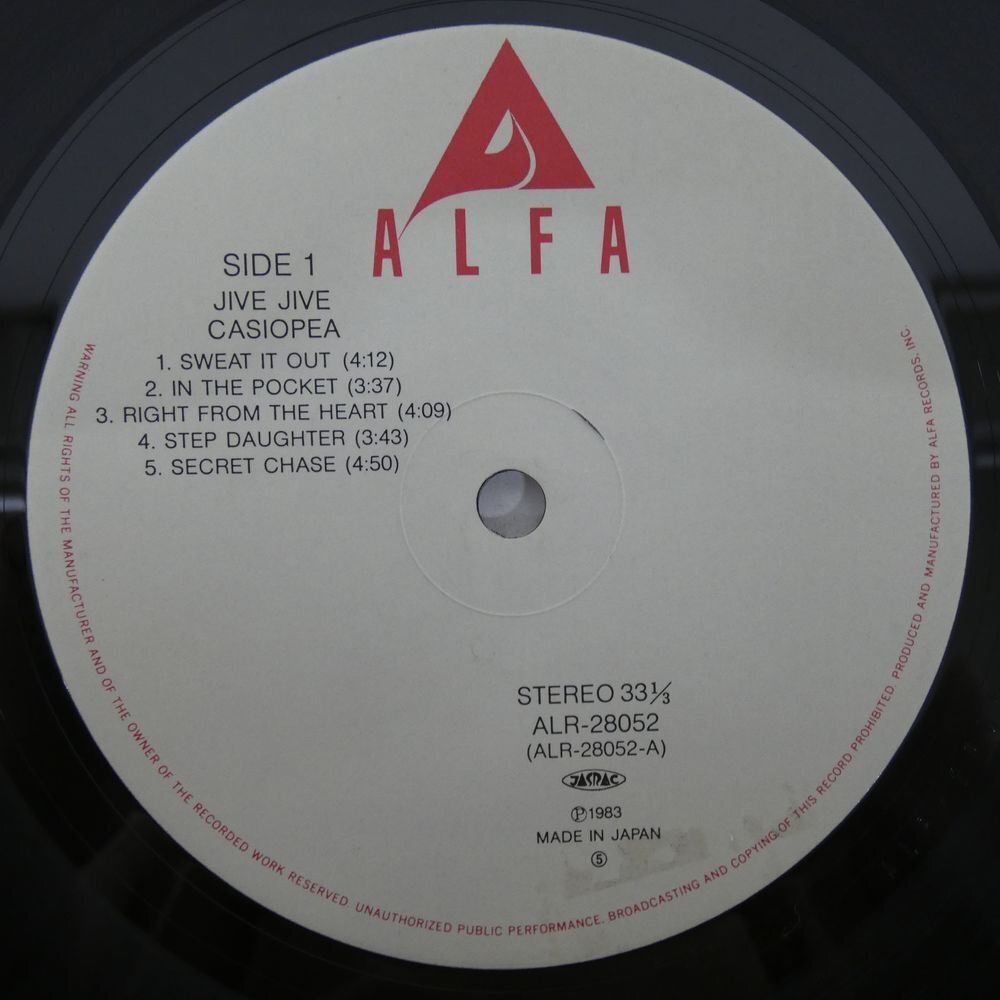 ALFA
SIDE 1
JIVE JIVE
CASIOPEA
1. SWEAT IT OUT (4:12)
2. IN THE POCKET (3:37)
3. RIGHT FROM THE HEART (4:09)
4. STEP DAUGHTER (3:43)
5. SECRET CHASE (4:50)
STEREO 33⅓
ALR-28052
(ALR-28052-A)
JASRAC
Ⓟ1983
MADE IN JAPAN
⑤
WARNING ALL RIGHTS OF THE MANUFACTURER AND OF THE OWNER OF THE RECORDED WORK RESERVED. UNAUTHORIZED PUBLIC PERFORMANCE. BROADCASTING AND COPYING OF THIS RECORD PROHIBITED. PRODUCED AND MANUFACTURED BY ALFA RECORDS, INC.